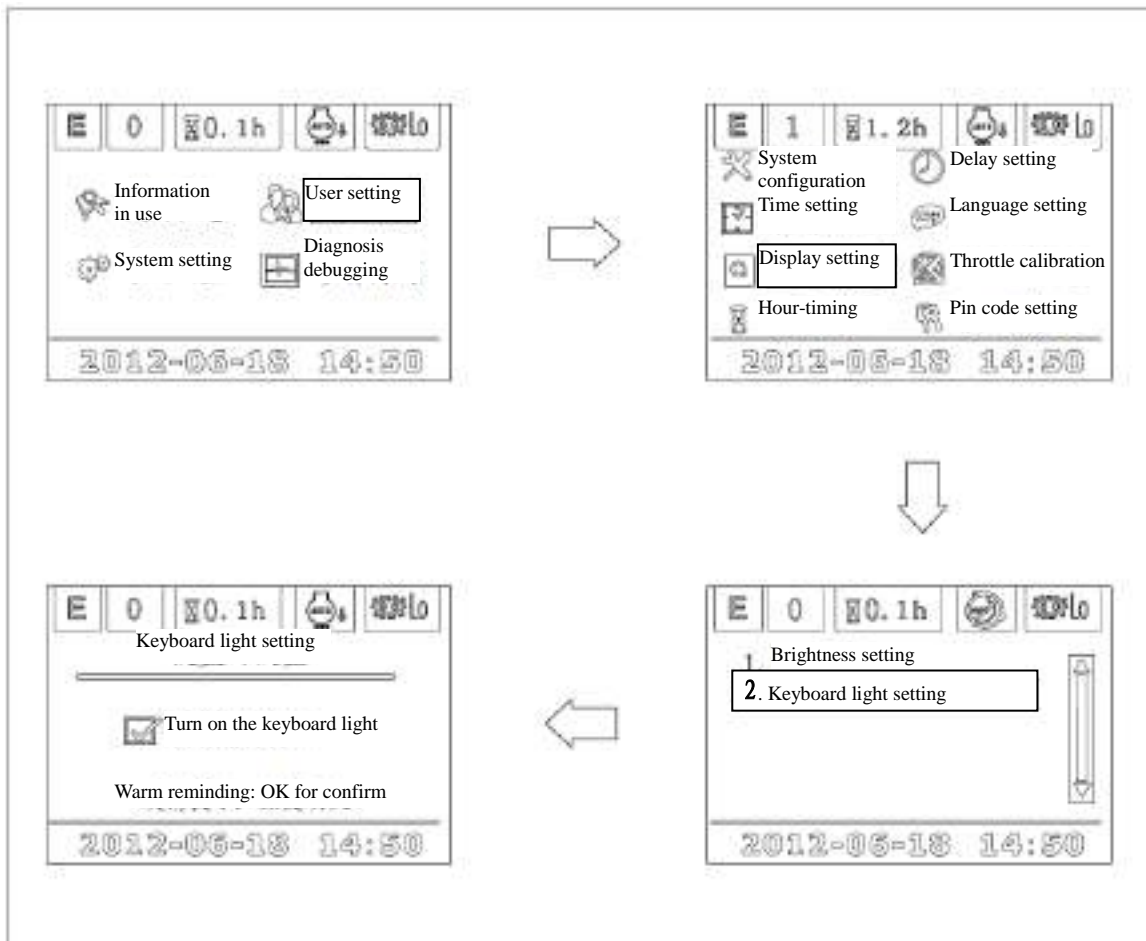 E 0 0.1h Lo
Information
in use
User setting
System setting
Diagnosis
debugging
2012-06-18 14:50
E 1 1.2h Lo
System
configuration
Delay setting
Time setting
Language setting
Display setting
Throttle calibration
Hour-timing
Pin code setting
2012-06-18 14:50
E 0 0.1h Lo
Keyboard light setting
Turn on the keyboard light
Warm reminding: OK for confirm
2012-06-18 14:50
E 0 0.1h Lo
Brightness setting
2. Keyboard light setting
2012-06-18 14:50